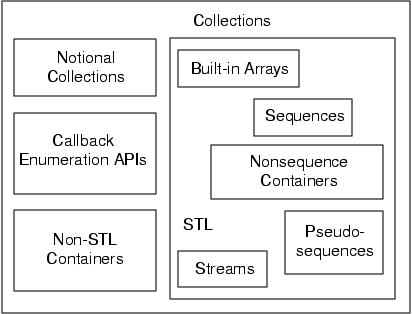 Collections
Notional
Collections
Callback
Enumeration APIs
Non-STL
Containers
Built-in Arrays
Sequences
Nonsequence
Containers
STL
Pseudo-
sequences
Streams